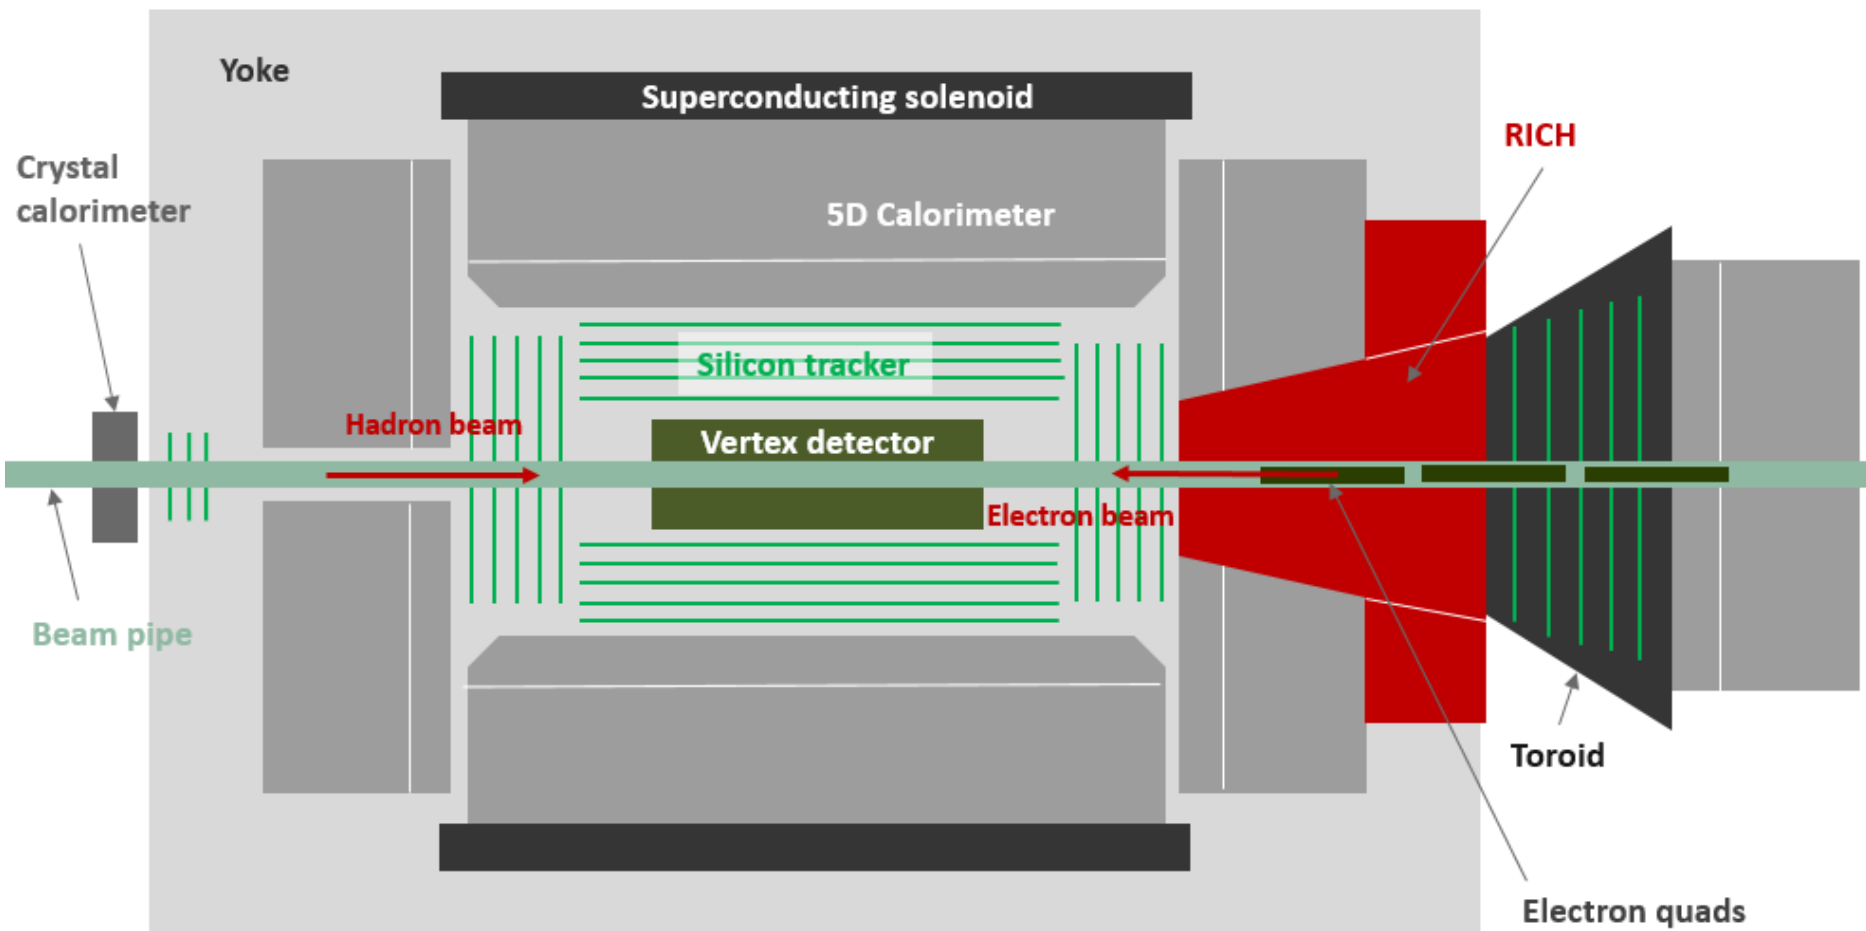 Yoke
Superconducting solenoid
RICH
Crystal
calorimeter
5D Calorimeter
Silicon tracker
Hadron beam
Vertex detector
Electron beam
Beam pipe
Toroid
Electron quads